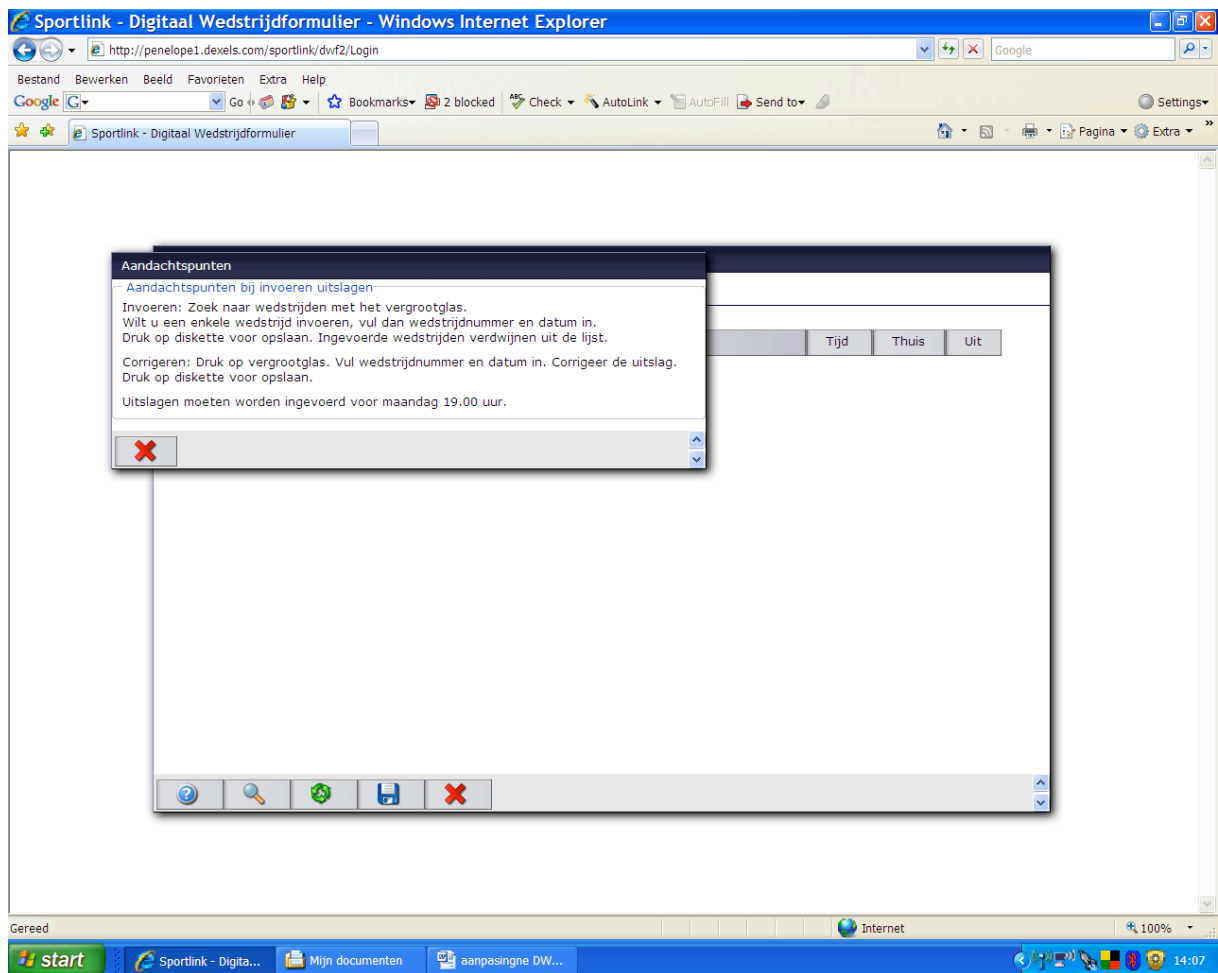 Sportlink - Digitaal Wedstrijdformulier - Windows Internet Explorer
http://penelope1.dexels.com/sportlink/dwf2/Login
Google
Bestand Bewerken Beeld Favorieten Extra Help
Google G Go Bookmarks 2 blocked ABC Check AutoLink AutoFill Send to Settings
Sportlink - Digitaal Wedstrijdformulier Pagina Extra »
Aandachtspunten
Aandachtspunten bij invoeren uitslagen
Invoeren: Zoek naar wedstrijden met het vergrootglas.
Wilt u een enkele wedstrijd invoeren, vul dan wedstrijdnummer en datum in.
Druk op diskette voor opslaan. Ingevoerde wedstrijden verdwijnen uit de lijst.
Corrigeren: Druk op vergrootglas. Vul wedstrijdnummer en datum in. Corrigeer de uitslag.
Druk op diskette voor opslaan.
Uitslagen moeten worden ingevoerd voor maandag 19.00 uur.
Tijd Thuis Uit
Gereed Internet 100%
start Sportlink - Digita... Mijn documenten aanpasingne DW... 14:07